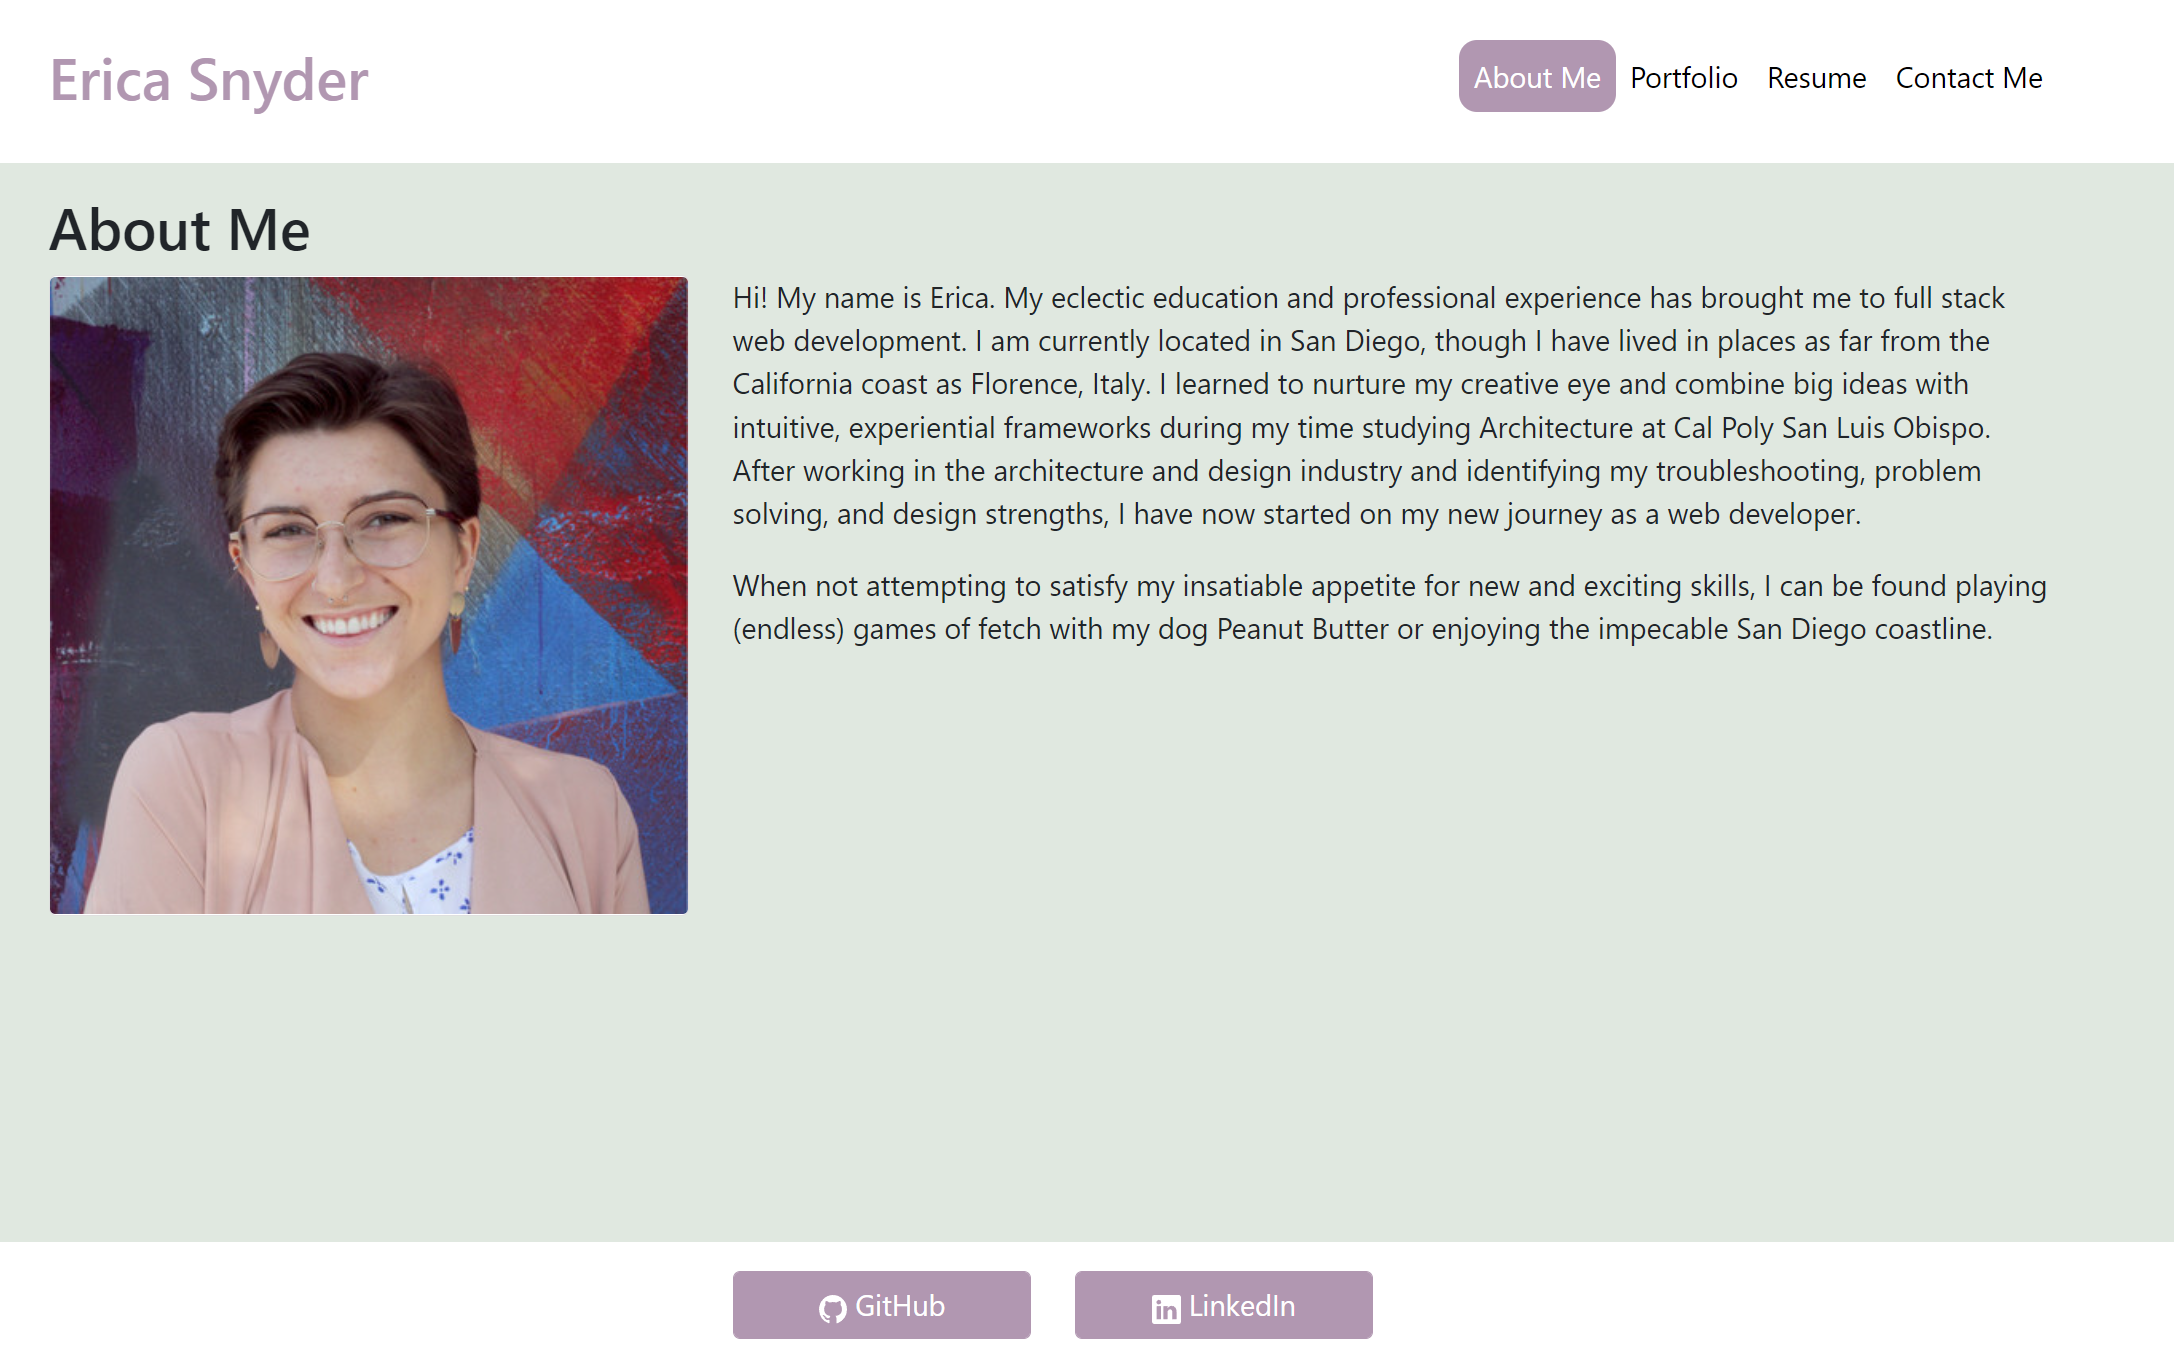 Erica Snyder
About Me
Portfolio
Resume
Contact Me
About Me
Hi! My name is Erica. My eclectic education and professional experience has brought me to full stack
web development. I am currently located in San Diego, though I have lived in places as far from the
California coast as Florence, Italy. I learned to nurture my creative eye and combine big ideas with
intuitive, experiential frameworks during my time studying Architecture at Cal Poly San Luis Obispo.
After working in the architecture and design industry and identifying my troubleshooting, problem
solving, and design strengths, I have now started on my new journey as a web developer.
When not attempting to satisfy my insatiable appetite for new and exciting skills, I can be found playing
(endless) games of fetch with my dog Peanut Butter or enjoying the impecable San Diego coastline.
GitHub
in LinkedIn